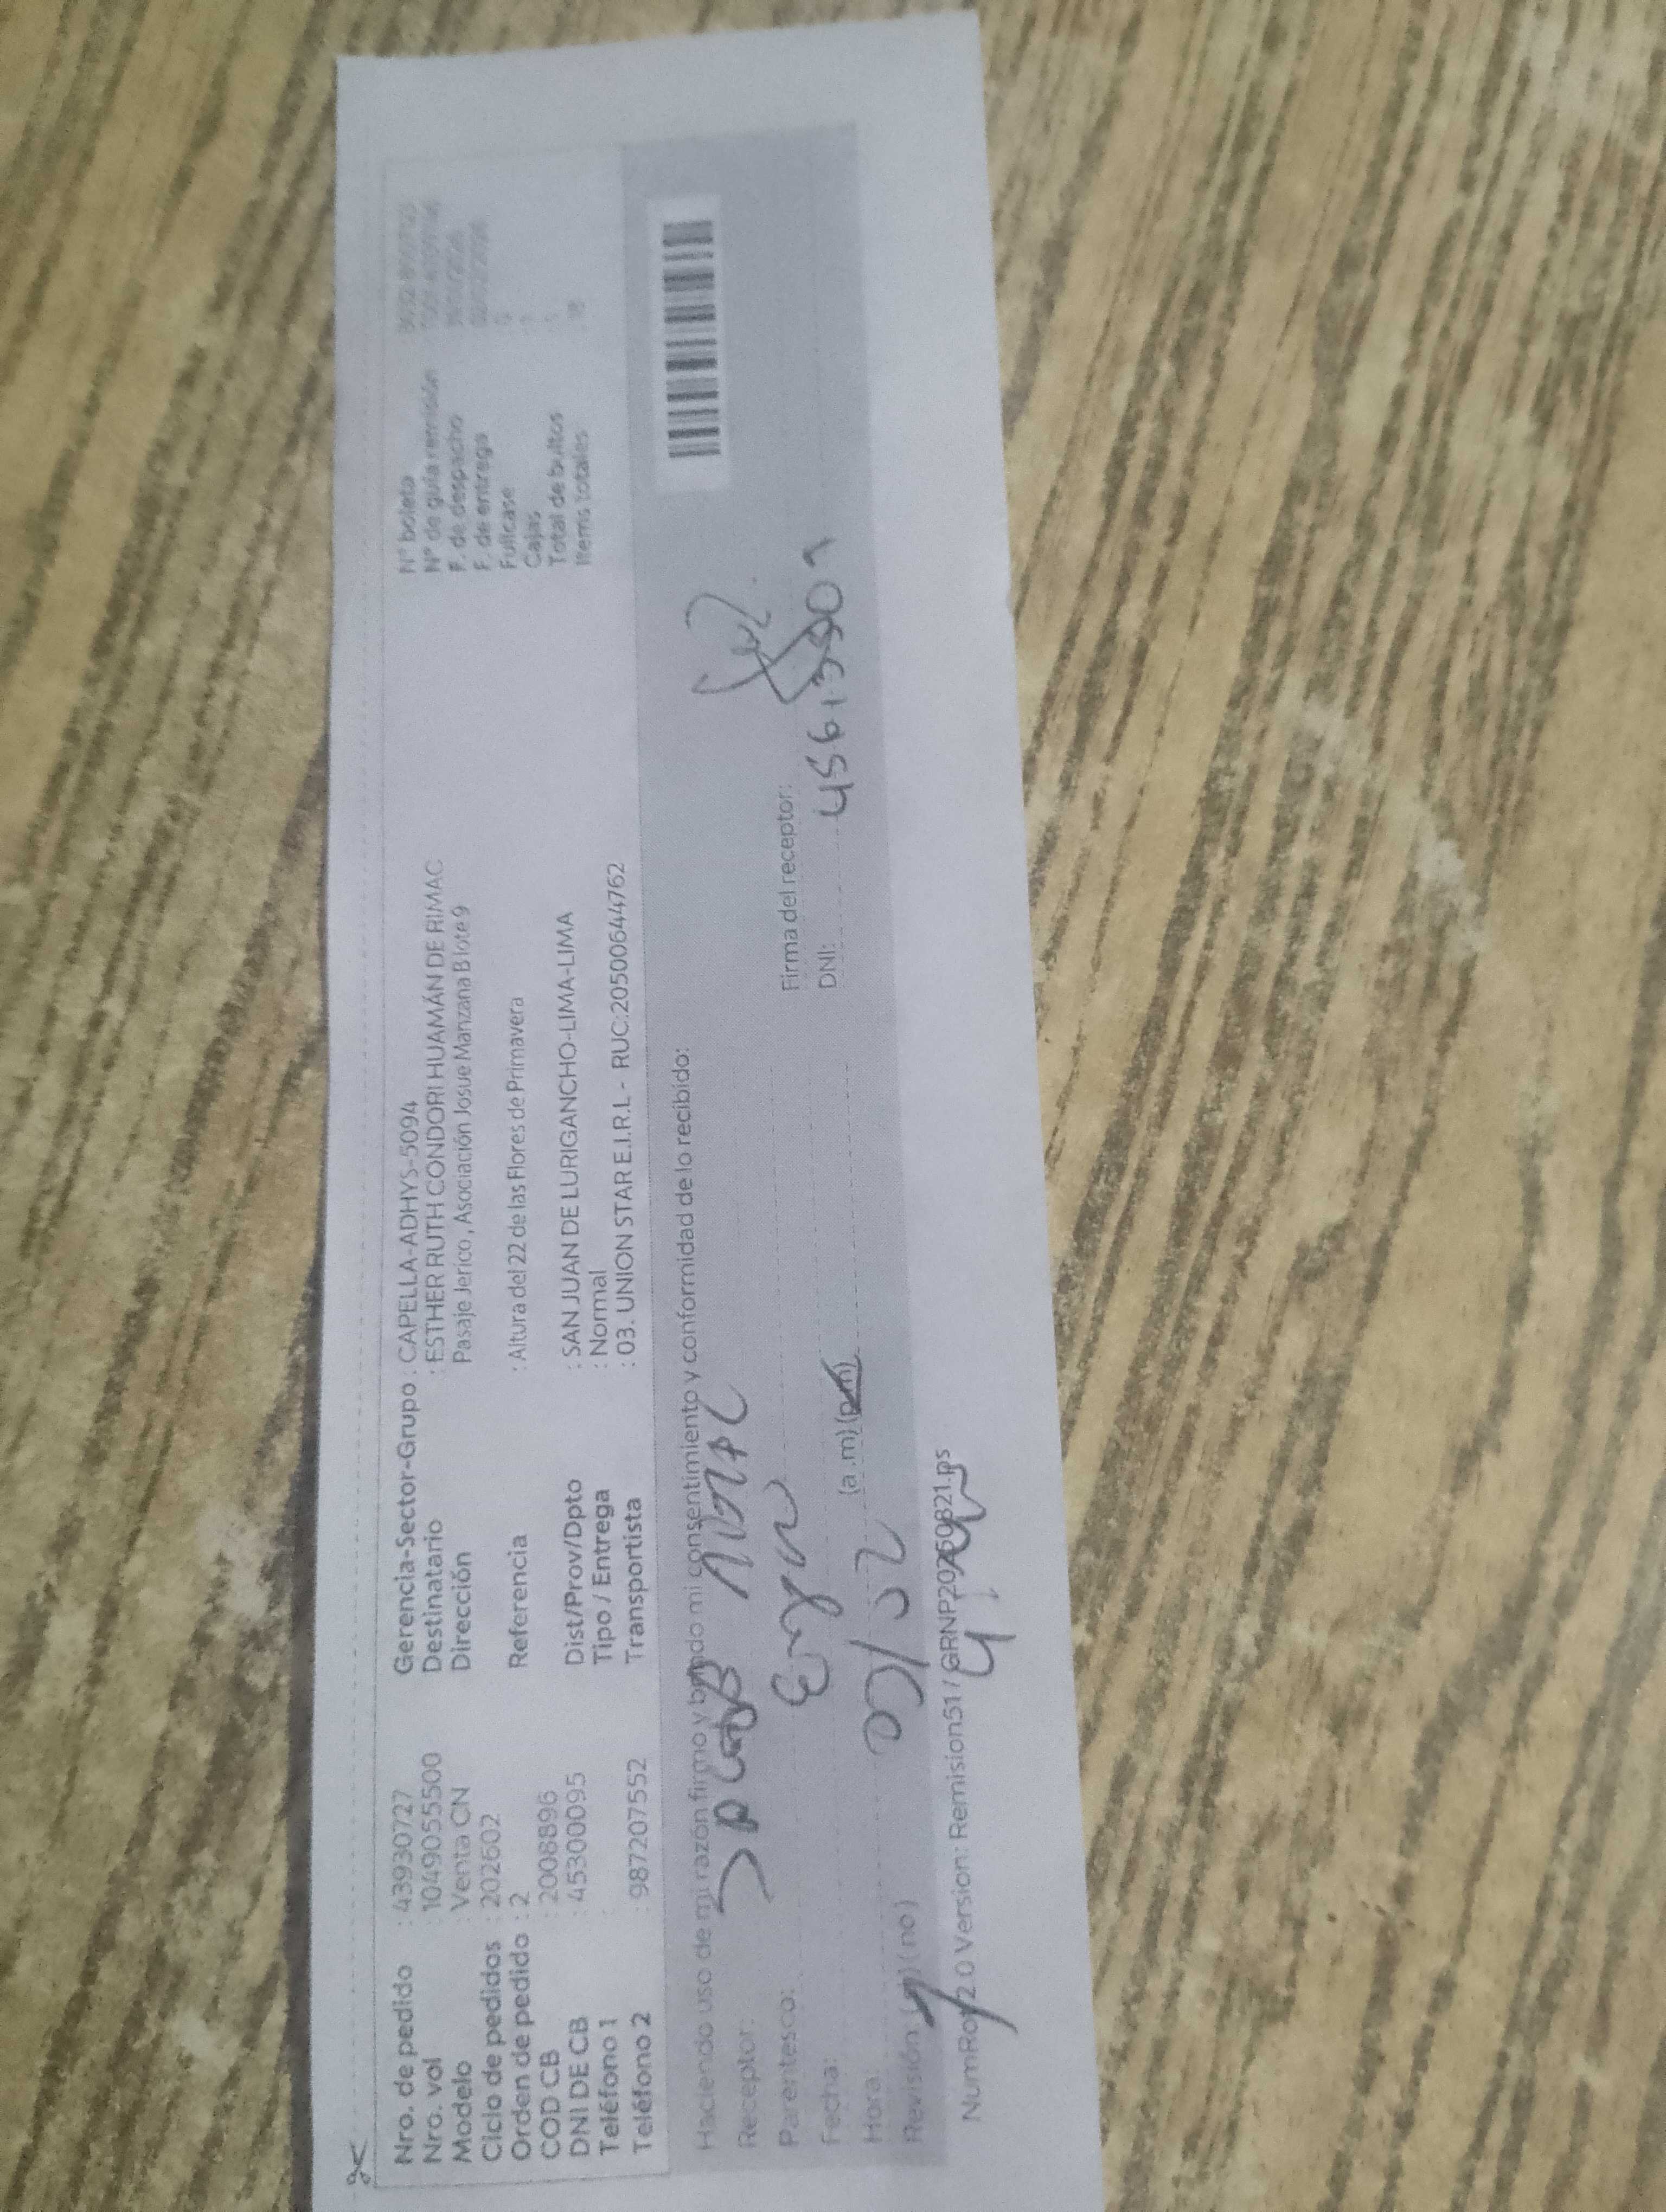 Nro. de pedido : 43930727
Nro. vol : 1049055500
Modelo : Venta CN
Ciclo de pedidos : 202602
Orden de pedido : 2
COD CB : 2008896
DNI DE CB : 45300095
Teléfono 1 :
Teléfono 2 : 987207552
Gerencia-Sector-Grupo : CAPELLA-ADHYS-5094
Destinatario : ESTHER RUTH CONDORI HUAMÁN DE RIMAC
Dirección Pasaje Jerico , Asociación Josue Manzana B lote 9
Referencia : Altura del 22 de las Flores de Primavera
Dist/Prov/Dpto : SAN JUAN DE LURIGANCHO-LIMA-LIMA
Tipo / Entrega : Normal
Transportista : 03. UNION STAR E.I.R.L - RUC:20500644762
N° boleta
N° de guía remisión
F. de despacho
F. de entrega
Fullcase
Cajas
Total de bultos
Items totales
Haciendo uso de mi razón firmo y brindo mi consentimiento y conformidad de lo recibido:
Receptor:
Parentesco:
Fecha:
Hora: (a .m) (p.m)
Revisión: (si) (no)
Firma del receptor:
DNI:
NumRo 2.0 Version: Remision51 / GRNP20260821.ps